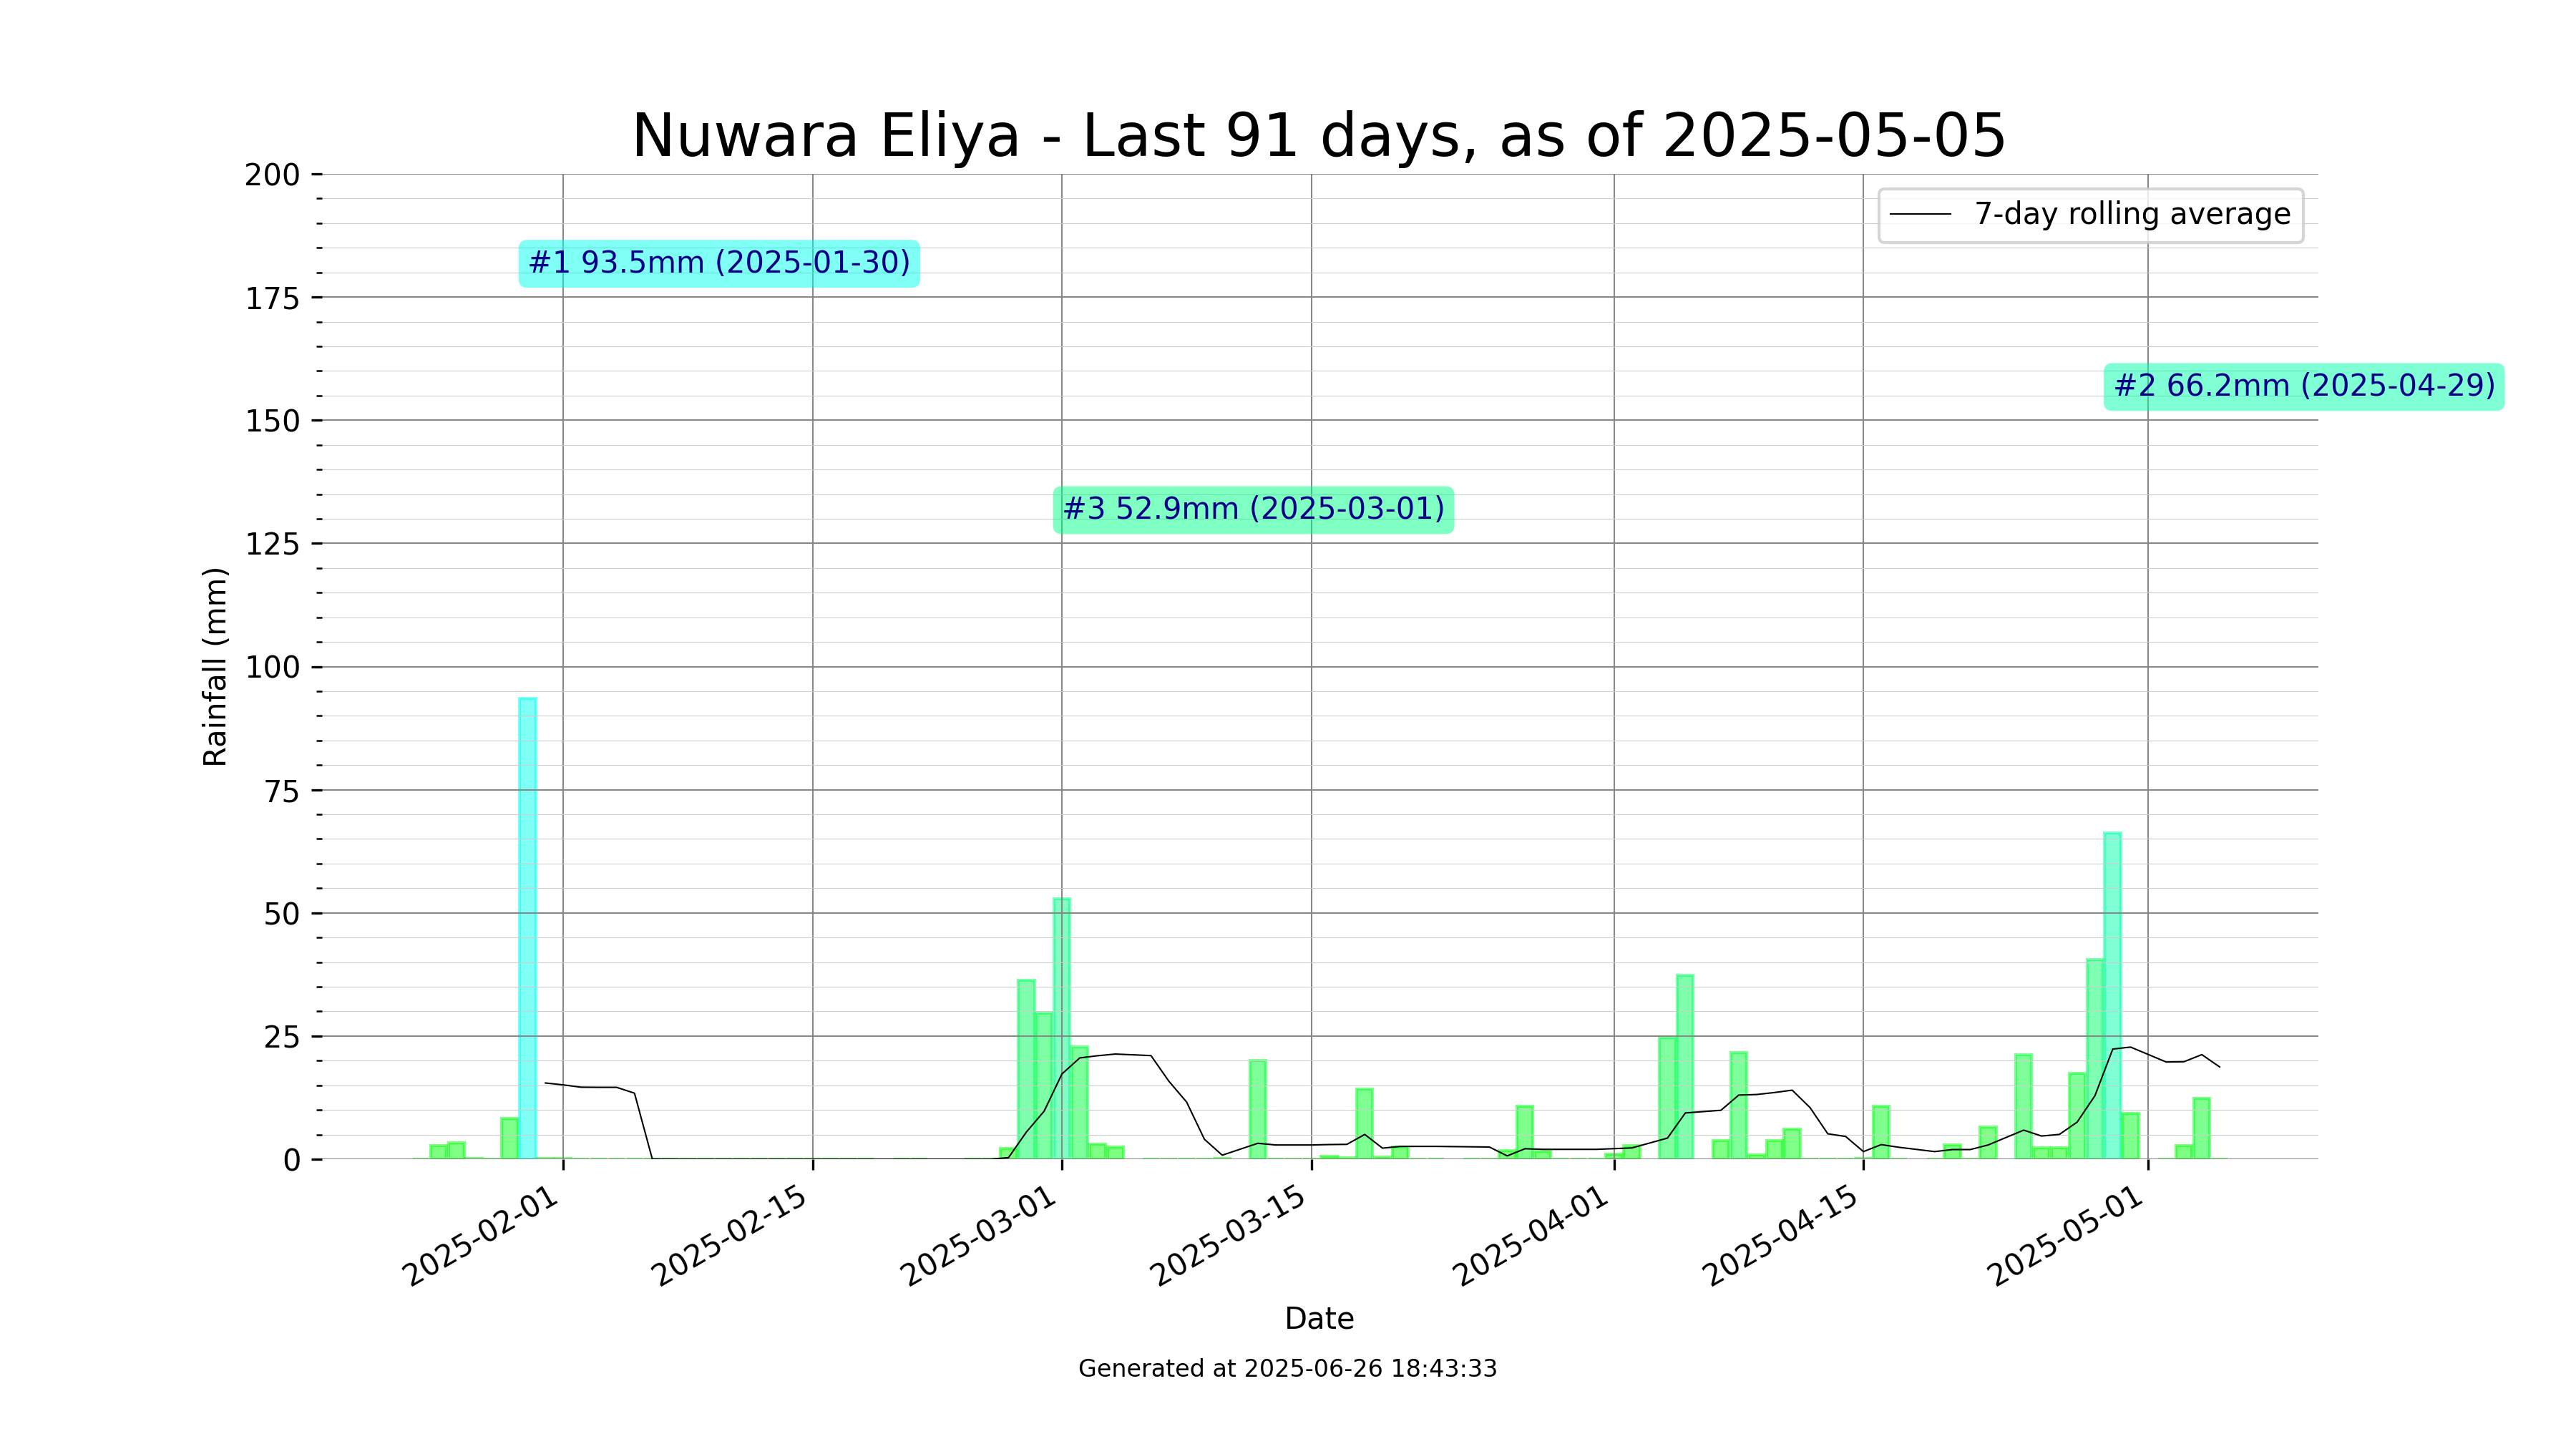 Nuwara Eliya - Last 91 days, as of 2025-05-05
200
175
150
125
100
75
50
25
0
Rainfall (mm)
7-day rolling average
#1 93.5mm (2025-01-30)
#2 66.2mm (2025-04-29)
#3 52.9mm (2025-03-01)
2025-02-01
2025-02-15
2025-03-01
2025-03-15
2025-04-01
2025-04-15
2025-05-01
Date
Generated at 2025-06-26 18:43:33